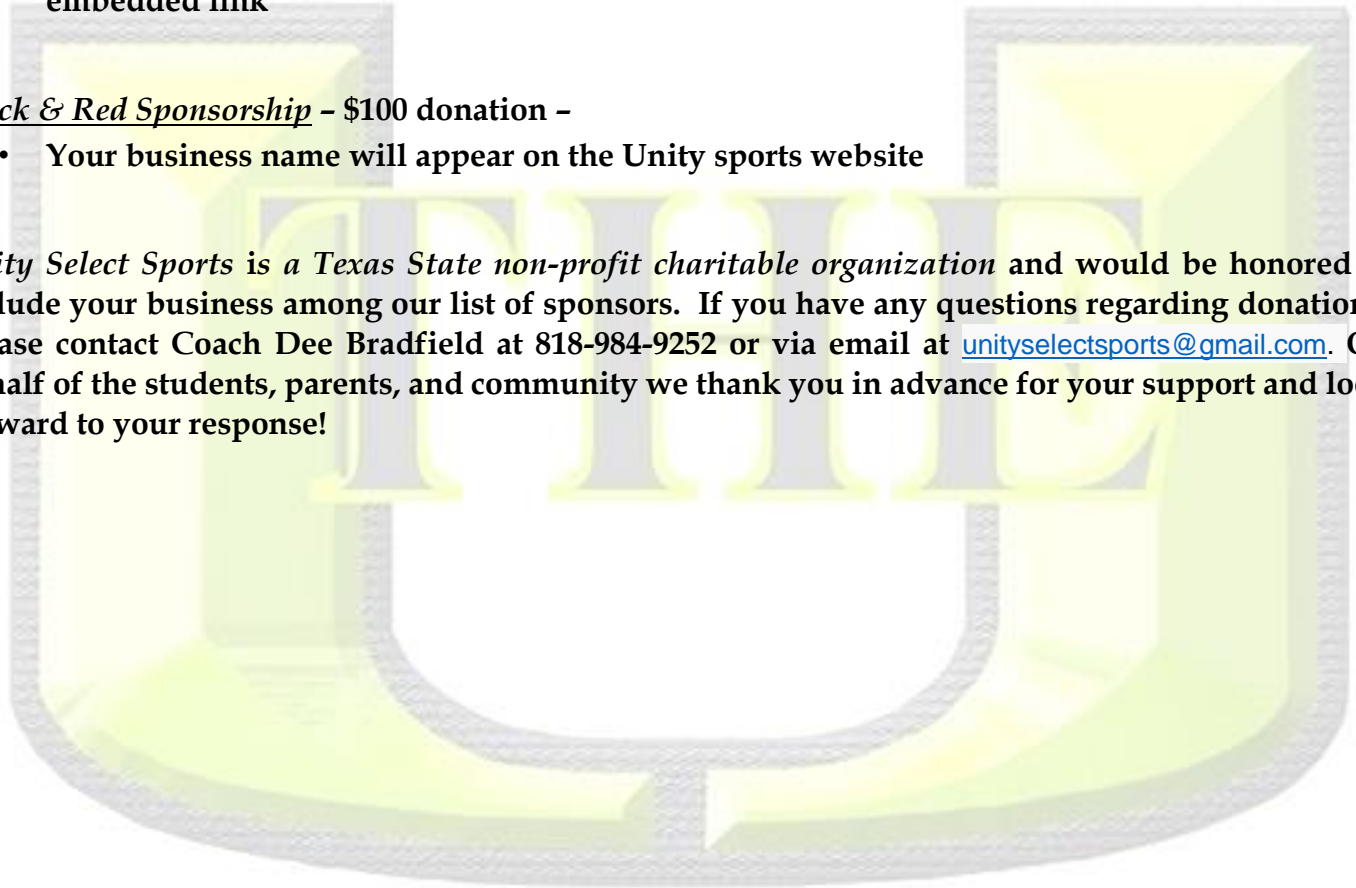 embedded link
ck & Red Sponsorship – $100 donation –
• Your business name will appear on the Unity sports website
ity Select Sports is a Texas State non-profit charitable organization and would be honored
lude your business among our list of sponsors. If you have any questions regarding donation
ase contact Coach Dee Bradfield at 818-984-9252 or via email at unityselectsports@gmail.com. O
half of the students, parents, and community we thank you in advance for your support and loo
ward to your response!
THE